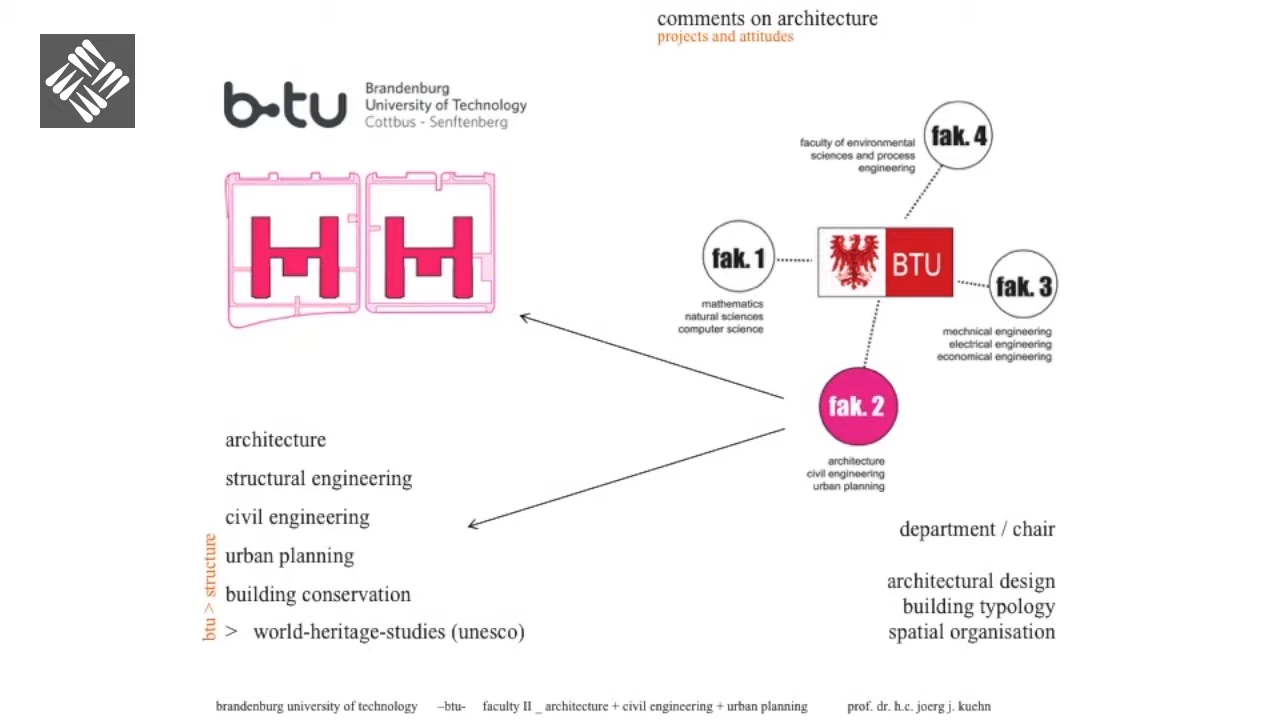 comments on architecture
projects and attitudes
b-tu
Brandenburg
University of Technology
Cottbus - Senftenberg
fak. 4
faculty of environmental
sciences and process
engineering
fak. 1
mathematics
natural sciences
computer science
BTU
fak. 3
mechnical engineering
electrical engineering
economical engineering
fak. 2
architecture
civil engineering
urban planning
architecture
structural engineering
civil engineering
urban planning
building conservation
> world-heritage-studies (unesco)
btu > structure
department / chair
architectural design
building typology
spatial organisation
brandenburg university of technology –btu- faculty II _ architecture + civil engineering + urban planning prof. dr. h.c. joerg j. kuehn